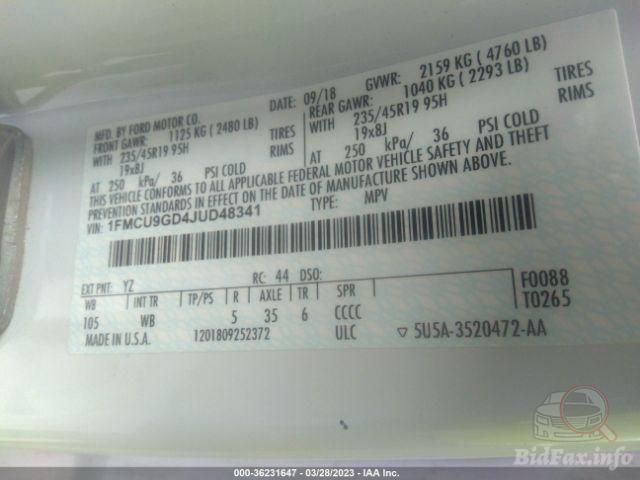 MFD. BY FORD MOTOR CO.
DATE: 09/18 GVWR: 2159 KG ( 4760 LB)
FRONT GAWR: 1125 KG ( 2480 LB)
REAR GAWR: 1040 KG ( 2293 LB)
WITH 235/45R19 95H TIRES
WITH 235/45R19 95H TIRES
19x8J RIMS
19x8J RIMS
AT 250 kPa/ 36 PSI COLD
AT 250 kPa/ 36 PSI COLD
THIS VEHICLE CONFORMS TO ALL APPLICABLE FEDERAL MOTOR VEHICLE SAFETY AND THEFT
PREVENTION STANDARDS IN EFFECT ON THE DATE OF MANUFACTURE SHOWN ABOVE.
VIN: 1FMCU9GD4JUD48341
TYPE: MPV
EXT PNT: YZ RC: 44 DSO:
WB INT TR TP/PS R AXLE TR SPR
105 WB 5 35 6 CCCC
F0088
T0265
MADE IN U.S.A. 1201809252372 ULC ▽ 5U5A-3520472-AA
BidFax.info
000-36231647 / 03/28/2023 - IAA Inc.